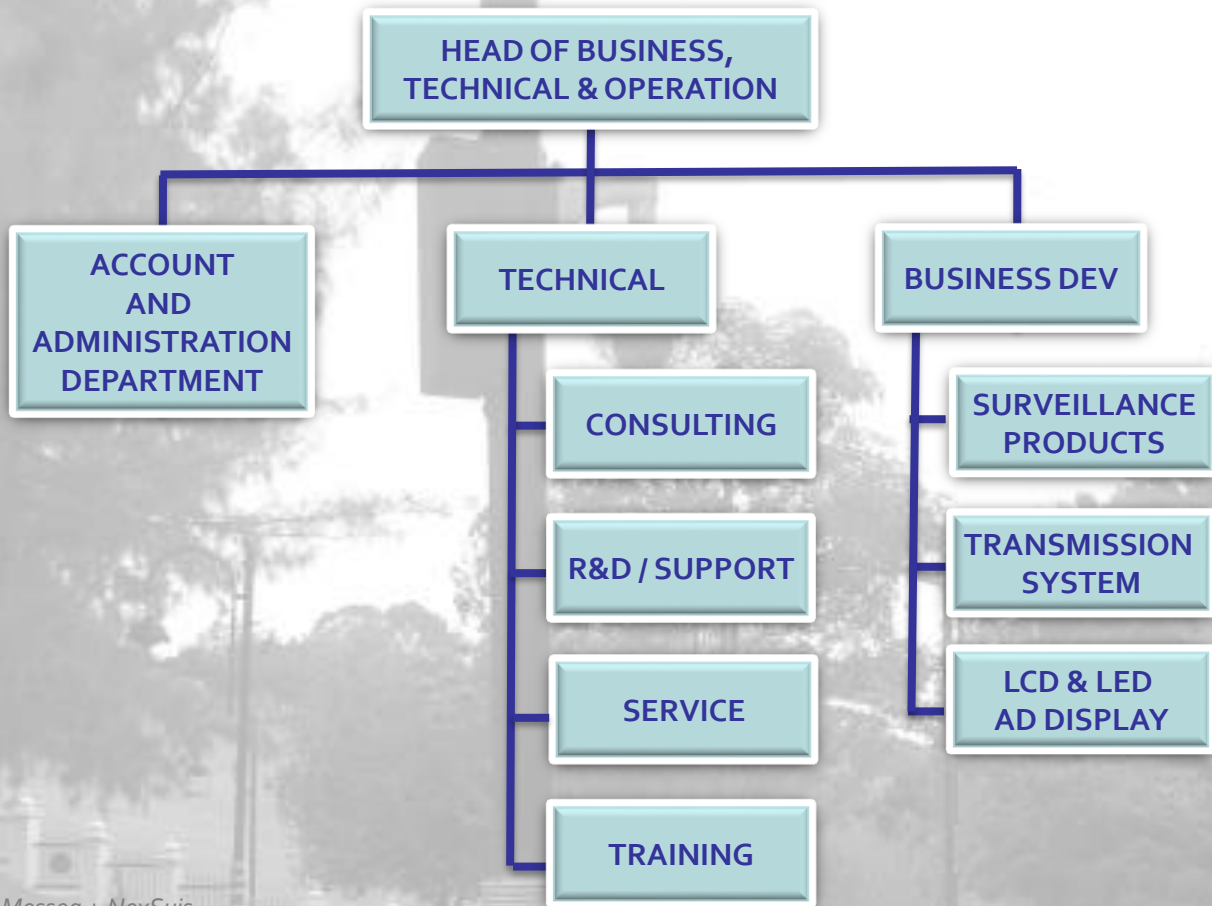 HEAD OF BUSINESS,
TECHNICAL & OPERATION
ACCOUNT
AND
ADMINISTRATION
DEPARTMENT
TECHNICAL
CONSULTING
R&D / SUPPORT
SERVICE
TRAINING
BUSINESS DEV
SURVEILLANCE
PRODUCTS
TRANSMISSION
SYSTEM
LCD & LED
AD DISPLAY